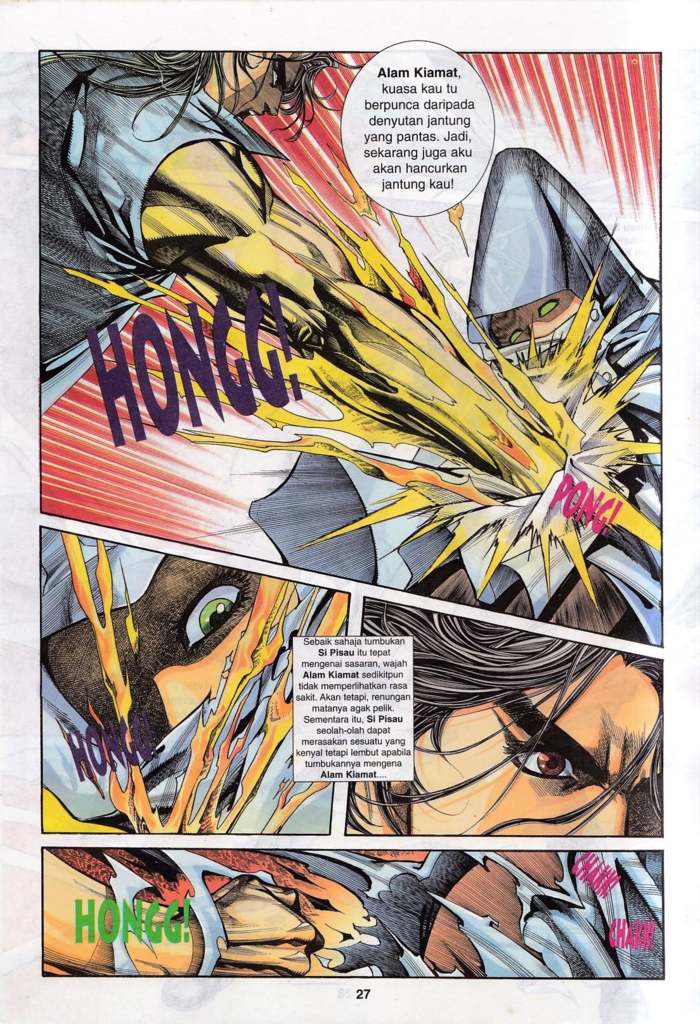 Alam Kiamat,
kuasa kau tu
berpunca daripada
denyutan jantung
yang pantas. Jadi,
sekarang juga aku
akan hancurkan
jantung kau!
HONGG!
PONG!
HONGG!
Sebaik sahaja tumbukan
Si Pisau itu tepat
mengenai sasaran, wajah
Alam Kiamat sedikitpun
tidak memperlihatkan rasa
sakit. Akan tetapi, renungan
matanya agak pelik.
Sementara itu, Si Pisau
seolah-olah dapat
merasakan sesuatu yang
kenyal tetapi lembut apabila
tumbukannya mengena
Alam Kiamat....
HONGG!
CHAKK!
CHAKK!
27